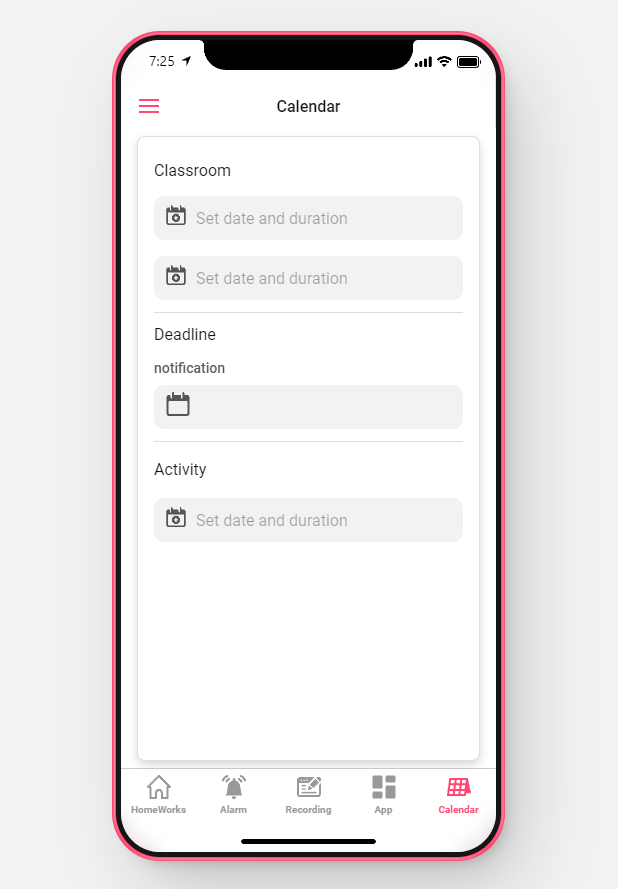 7:25
Calendar
Classroom
Set date and duration
Set date and duration
Deadline
notification
Activity
Set date and duration
HomeWorks Alarm Recording App Calendar